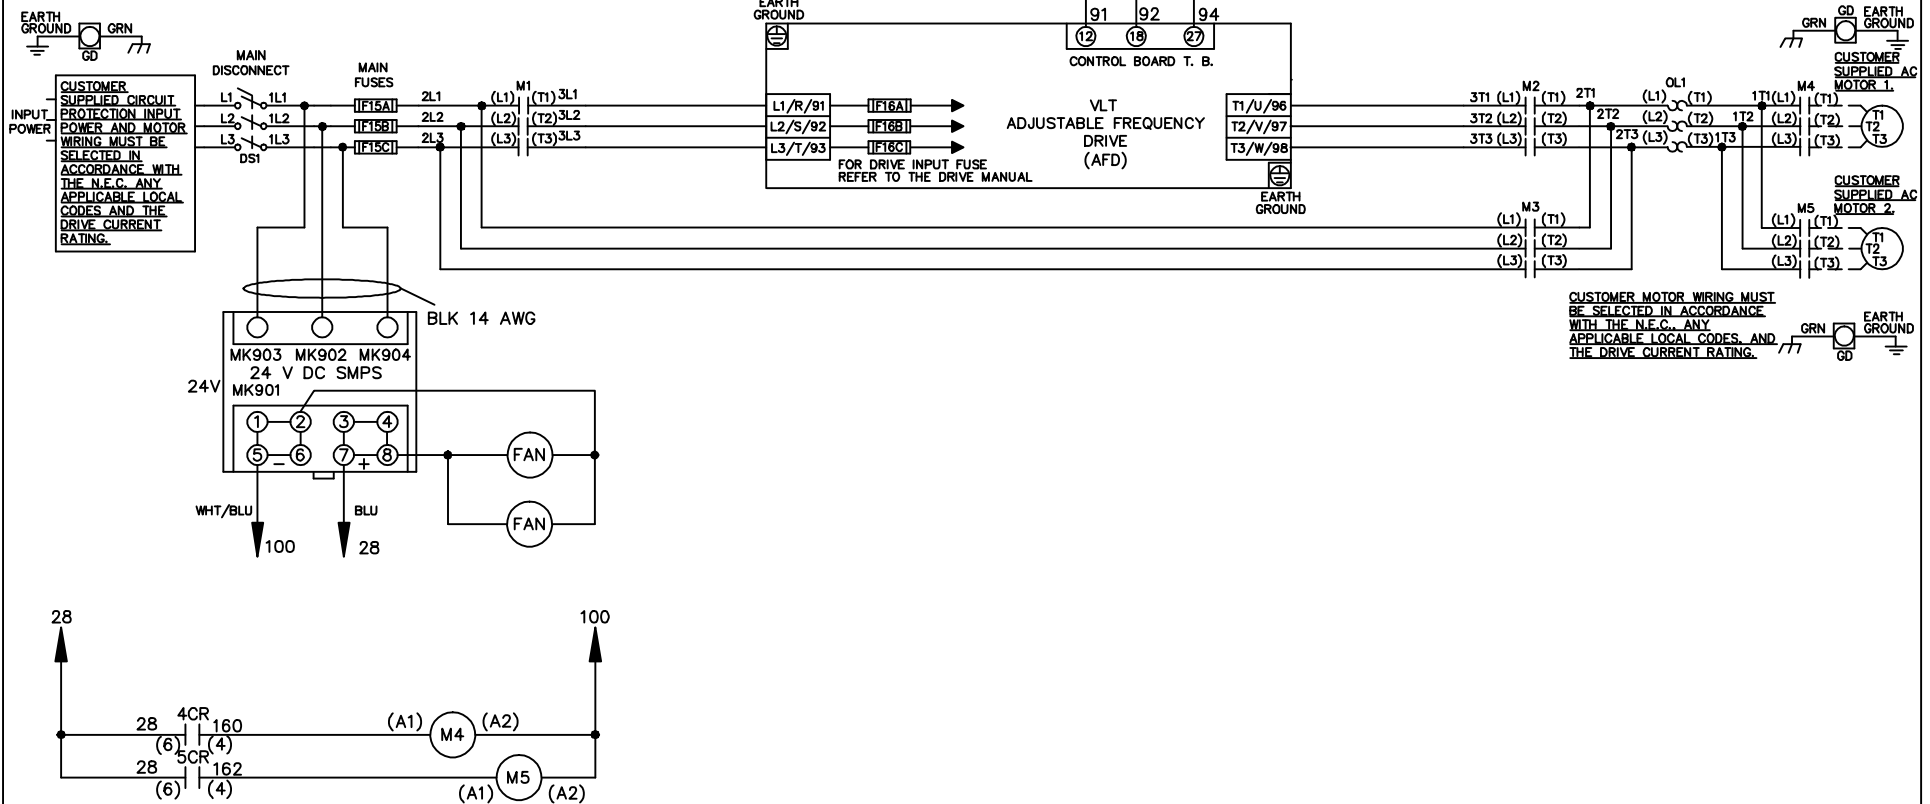 EARTH
GROUND
GRN
GD
CUSTOMER
SUPPLIED CIRCUIT
PROTECTION INPUT
POWER AND MOTOR
WIRING MUST BE
SELECTED IN
ACCORDANCE WITH
THE N.E.C. ANY
APPLICABLE LOCAL
CODES AND THE
DRIVE CURRENT
RATING.
INPUT
POWER
MAIN
DISCONNECT
L1 1L1
L2 1L2
L3 1L3
DS1
MAIN
FUSES
F15A
F15B
F15C
2L1
2L2
2L3
M1
(L1) (T1) 3L1
(L2) (T2) 3L2
(L3) (T3) 3L3
EARTH
GROUND
91 92 94
12 18 27
CONTROL BOARD T. B.
L1/R/91
L2/S/92
L3/T/93
F16A
F16B
F16C
FOR DRIVE INPUT FUSE
REFER TO THE DRIVE MANUAL
VLT
ADJUSTABLE FREQUENCY
DRIVE
(AFD)
T1/U/96
T2/V/97
T3/W/98
EARTH
GROUND
M2
3T1 (L1) (T1) 2T1
3T2 (L2) (T2) 2T2
3T3 (L3) (T3) 2T3
OL1
(L1) (T1) 1T1
(L2) (T2) 1T2
(L3) (T3) 1T3
M4
(L1) (T1)
(L2) (T2)
(L3) (T3)
T1
T2
T3
GRN
GD
EARTH
GROUND
CUSTOMER
SUPPLIED AC
MOTOR 1.
M3
(L1) (T1)
(L2) (T2)
(L3) (T3)
CUSTOMER
SUPPLIED AC
MOTOR 2.
M5
(L1) (T1)
(L2) (T2)
(L3) (T3)
T1
T2
T3
CUSTOMER MOTOR WIRING MUST
BE SELECTED IN ACCORDANCE
WITH THE N.E.C., ANY
APPLICABLE LOCAL CODES, AND
THE DRIVE CURRENT RATING.
GRN
GD
EARTH
GROUND
BLK 14 AWG
MK903 MK902 MK904
24 V DC SMPS
24V
MK901
1 2 3 4
5 - 6 7 + 8
FAN
FAN
WHT/BLU
BLU
100
28
28
100
4CR
28 160
(6) (4)
(A1) M4 (A2)
5CR
28 162
(6) (4)
(A1) M5 (A2)